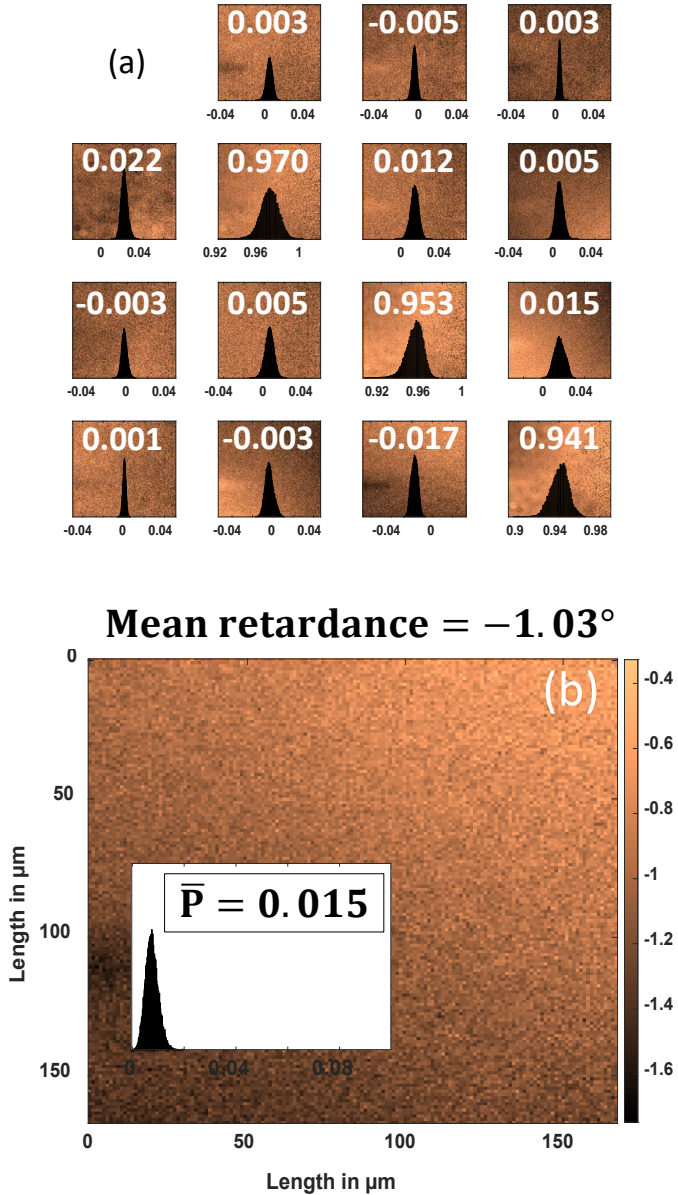 0.003 -0.005 0.003
(a)
-0.04 0 0.04 -0.04 0 0.04 -0.04 0 0.04
0.022 0.970 0.012 0.005
0 0.04 0.92 0.96 1 0 0.04 -0.04 0 0.04
-0.003 0.005 0.953 0.015
-0.04 0 0.04 -0.04 0 0.04 0.92 0.96 1 0 0.04
0.001 -0.003 -0.017 0.941
-0.04 0 0.04 -0.04 0 0.04 -0.04 0 0.9 0.94 0.98
Mean retardance = −1.03°
(b)
0
50
100
150
Length in µm
P̅ = 0.015
0 0.04 0.08
-0.4
-0.6
-0.8
-1
-1.2
-1.4
-1.6
0 50 100 150
Length in µm